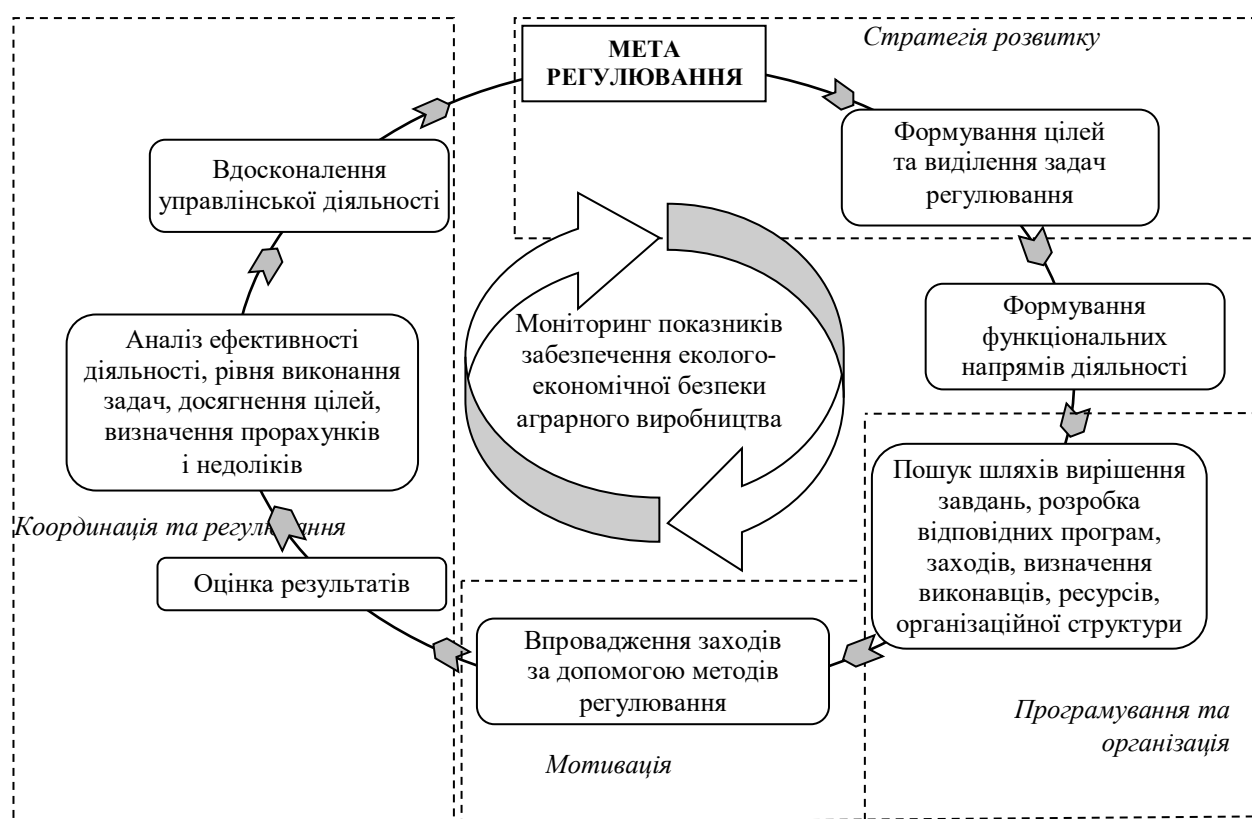 МЕТА
РЕГУЛЮВАННЯ
Стратегія розвитку
Формування цілей
та виділення задач
регулювання
Вдосконалення
управлінської діяльності
Формування
функціональних
напрямів діяльності
Моніторинг показників
забезпечення еколого-
економічної безпеки
аграрного виробництва
Аналіз ефективності
діяльності, рівня виконання
задач, досягнення цілей,
визначення прорахунків
і недоліків
Пошук шляхів вирішення
завдань, розробка
відповідних програм,
заходів, визначення
виконавців, ресурсів,
організаційної структури
Координація та регулювання
Оцінка результатів
Впровадження заходів
за допомогою методів
регулювання
Програмування та
організація
Мотивація